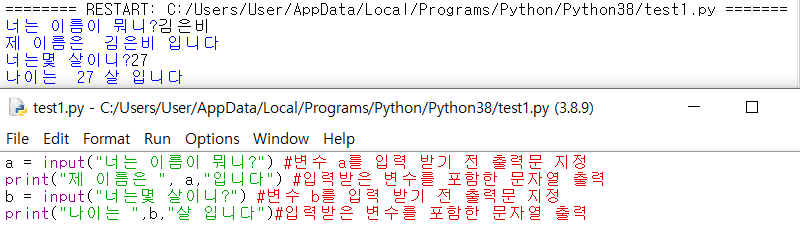 ======== RESTART: C:/Users/User/AppData/Local/Programs/Python/Python38/test1.py =======
너는 이름이 뭐니?김은비
제 이름은  김은비 입니다
너는몇 살이니?27
나이는  27 살 입니다
test1.py - C:/Users/User/AppData/Local/Programs/Python/Python38/test1.py (3.8.9)
File Edit Format Run Options Window Help
a = input("너는 이름이 뭐니?") #변수 a를 입력 받기 전 출력문 지정
print("제 이름은 ", a,"입니다") #입력받은 변수를 포함한 문자열 출력
b = input("너는몇 살이니?") #변수 b를 입력 받기 전 출력문 지정
print("나이는 ",b,"살 입니다")#입력받은 변수를 포함한 문자열 출력